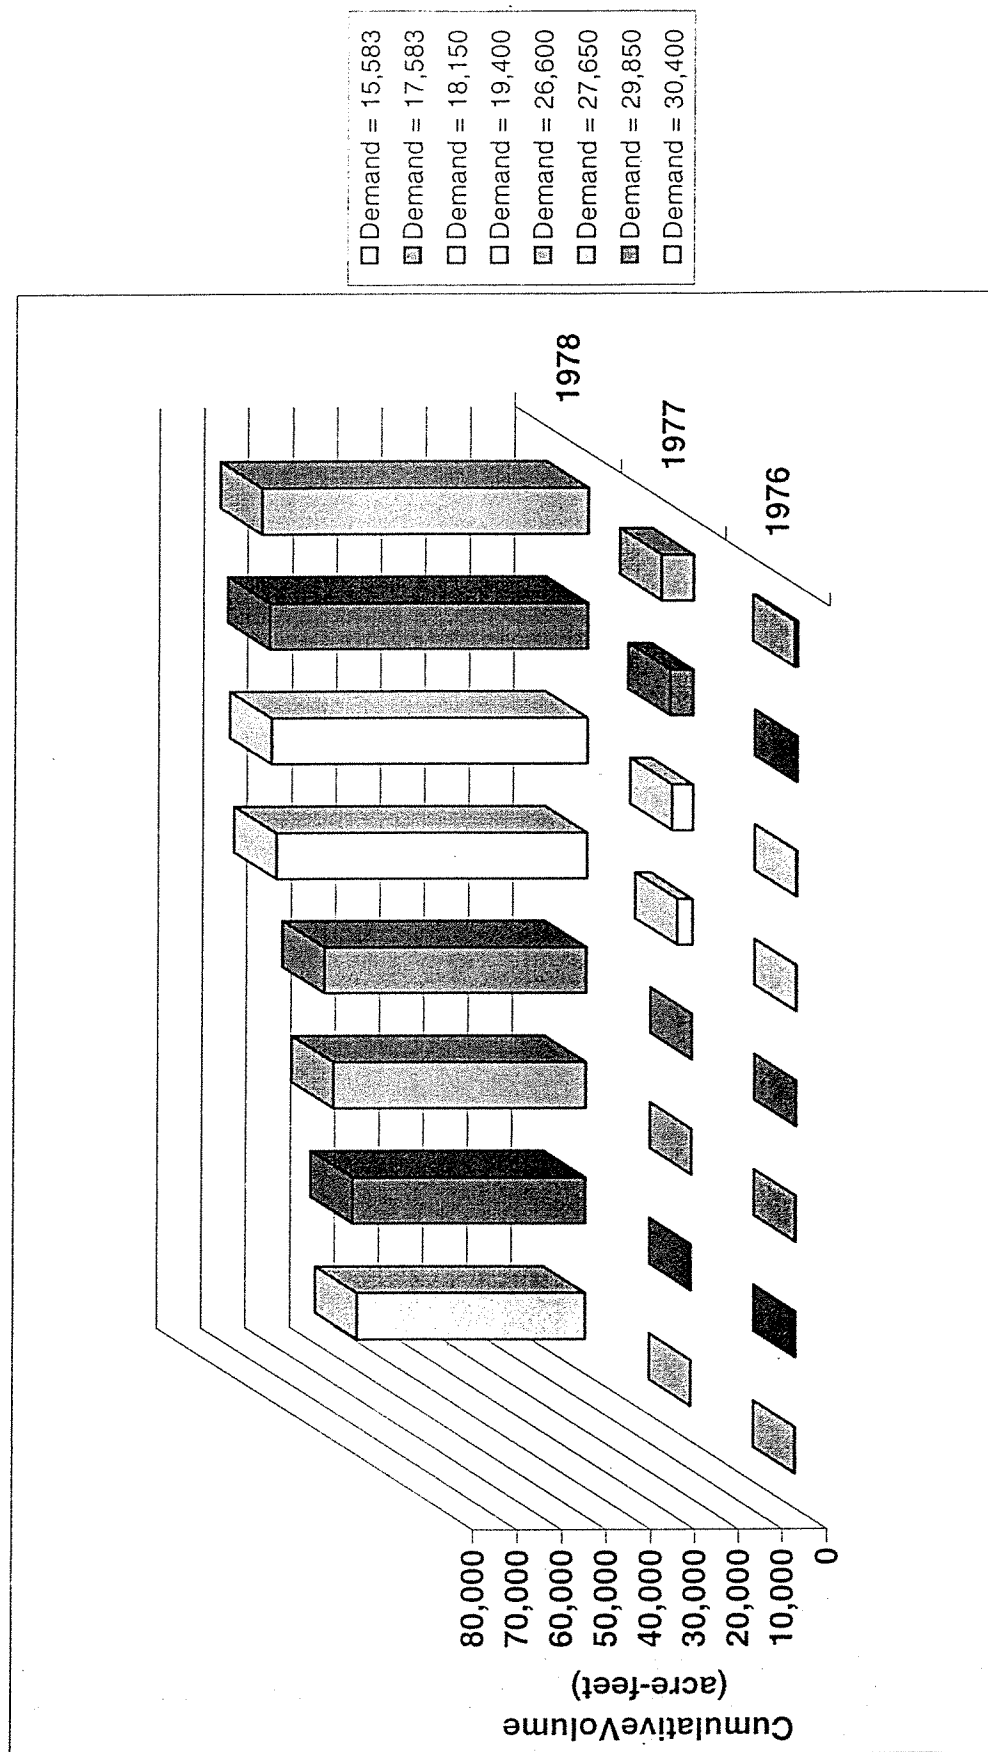 CumulativeVolume
(acre-feet)
80,000
70,000
60,000
50,000
40,000
30,000
20,000
10,000
0
1978
1977
1976
Demand = 15,583
Demand = 17,583
Demand = 18,150
Demand = 19,400
Demand = 26,600
Demand = 27,650
Demand = 29,850
Demand = 30,400